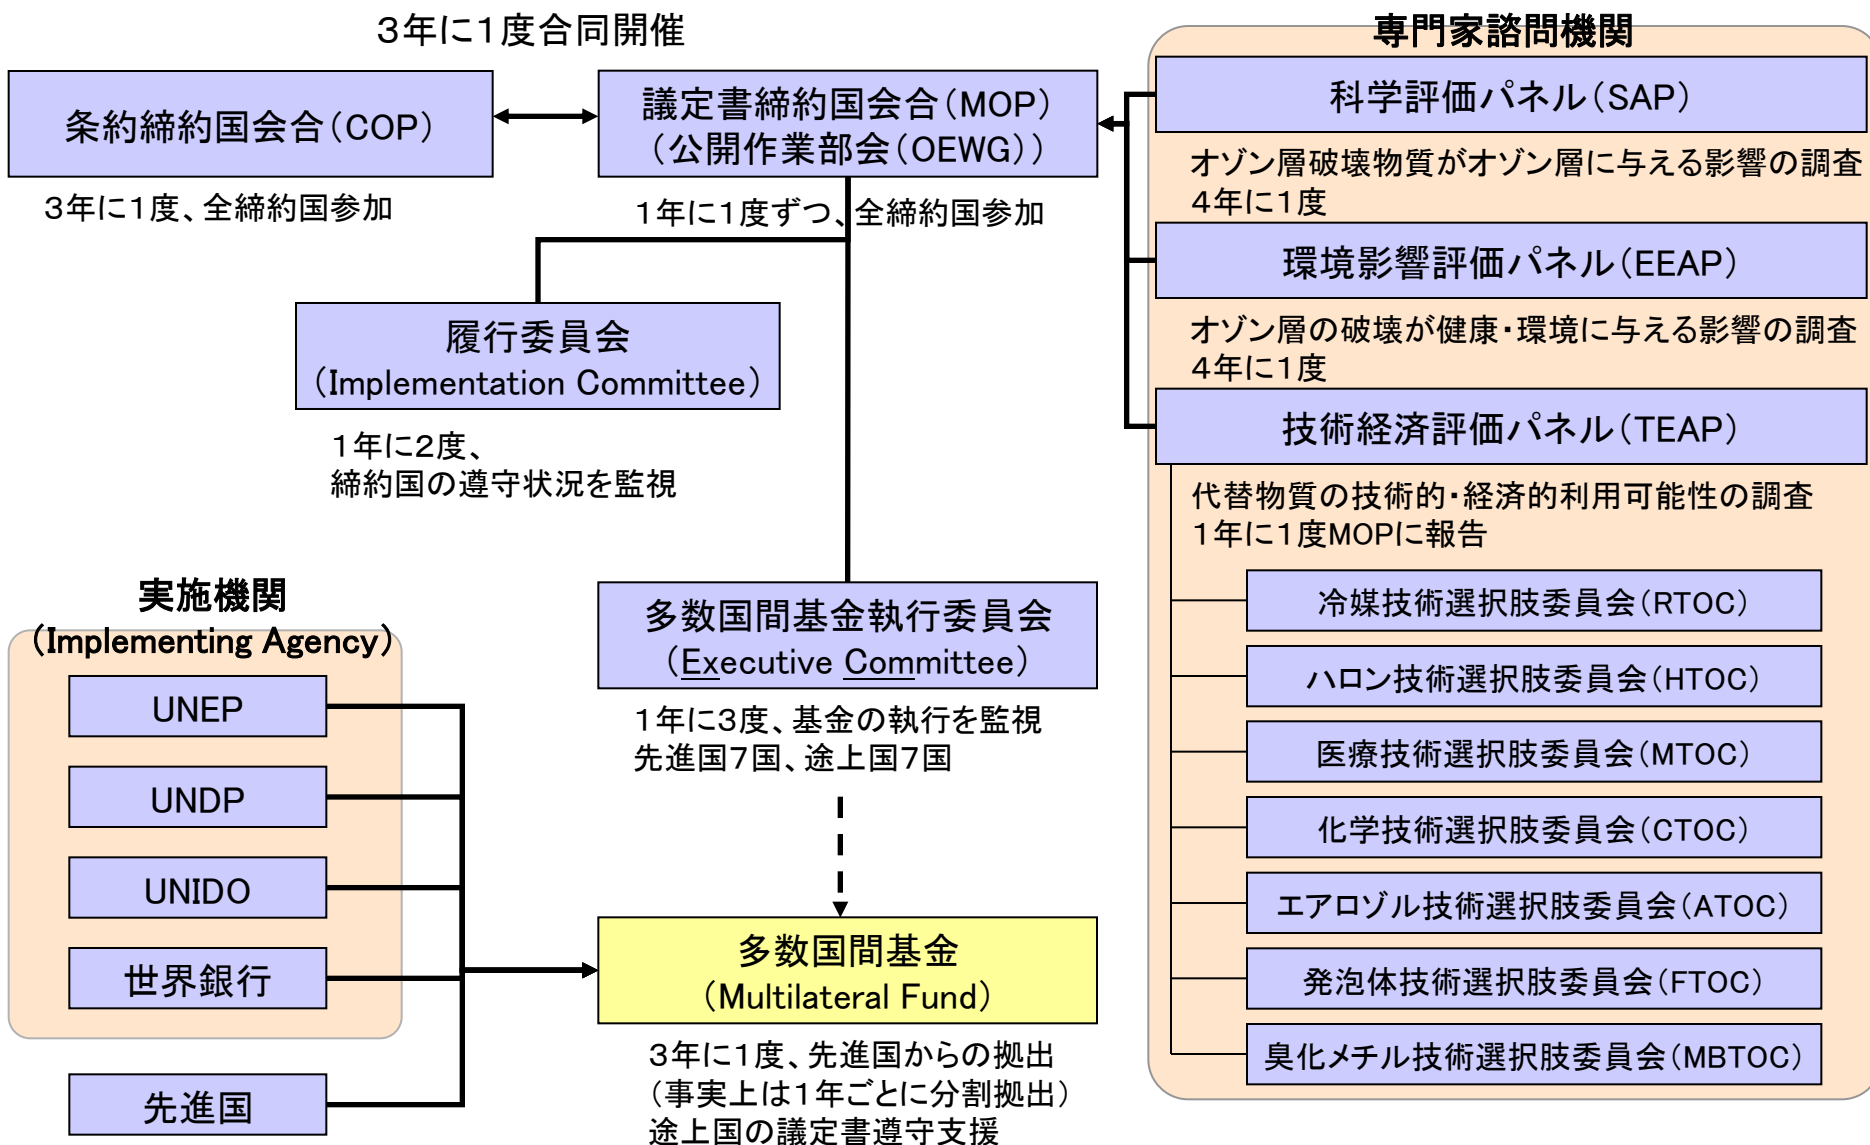 ３年に１度合同開催
条約締約国会合（COP）
３年に１度、全締約国参加
議定書締約国会合（MOP）
（公開作業部会（OEWG））
１年に１度ずつ、全締約国参加
履行委員会
（Implementation Committee）
１年に２度、
締約国の遵守状況を監視
多数国間基金執行委員会
（Executive Committee）
１年に３度、基金の執行を監視
先進国７国、途上国７国
実施機関
（Implementing Agency）
UNEP
UNDP
UNIDO
世界銀行
先進国
多数国間基金
（Multilateral Fund）
３年に１度、先進国からの拠出
（事実上は１年ごとに分割拠出）
途上国の議定書遵守支援
専門家諮問機関
科学評価パネル（SAP）
オゾン層破壊物質がオゾン層に与える影響の調査
４年に１度
環境影響評価パネル（EEAP）
オゾン層の破壊が健康・環境に与える影響の調査
４年に１度
技術経済評価パネル（TEAP）
代替物質の技術的・経済的利用可能性の調査
１年に１度MOPに報告
冷媒技術選択肢委員会（RTOC）
ハロン技術選択肢委員会（HTOC）
医療技術選択肢委員会（MTOC）
化学技術選択肢委員会（CTOC）
エアロゾル技術選択肢委員会（ATOC）
発泡体技術選択肢委員会（FTOC）
臭化メチル技術選択肢委員会（MBTOC）